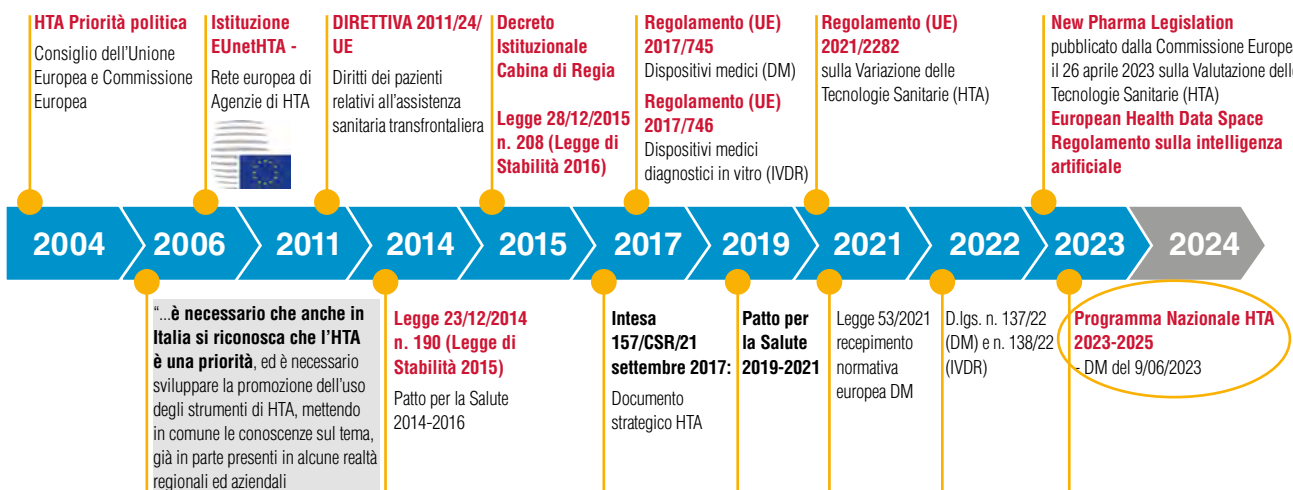 HTA Priorità politica
Consiglio dell'Unione
Europea e Commissione
Europea
Istituzione
EUnetHTA -
Rete europea di
Agenzie di HTA
DIRETTIVA 2011/24/
UE
Diritti dei pazienti
relativi all'assistenza
sanitaria transfrontaliera
Decreto
Istituzionale
Cabina di Regia
Legge 28/12/2015
n. 208 (Legge di
Stabilità 2016)
Regolamento (UE)
2017/745
Dispositivi medici (DM)
Regolamento (UE)
2017/746
Dispositivi medici
diagnostici in vitro (IVDR)
Regolamento (UE)
2021/2282
sulla Variazione delle
Tecnologie Sanitarie (HTA)
New Pharma Legislation
pubblicato dalla Commissione Europe
il 26 aprile 2023 sulla Valutazione dell
Tecnologie Sanitarie (HTA)
European Health Data Space
Regolamento sulla intelligenza
artificiale
2004
2006
2011
2014
2015
2017
2019
2021
2022
2023
2024
"...è necessario che anche in
Italia si riconosca che l'HTA
è una priorità, ed è necessario
sviluppare la promozione dell'uso
degli strumenti di HTA, mettendo
in comune le conoscenze sul tema,
già in parte presenti in alcune realtà
regionali ed aziendali
Legge 23/12/2014
n. 190 (Legge di
Stabilità 2015)
Patto per la Salute
2014-2016
Intesa
157/CSR/21
settembre 2017:
Documento
strategico HTA
Patto per
la Salute
2019-2021
Legge 53/2021
recepimento
normativa
europea DM
D.lgs. n. 137/22
(DM) e n. 138/22
(IVDR)
Programma Nazionale HTA
2023-2025
- DM del 9/06/2023